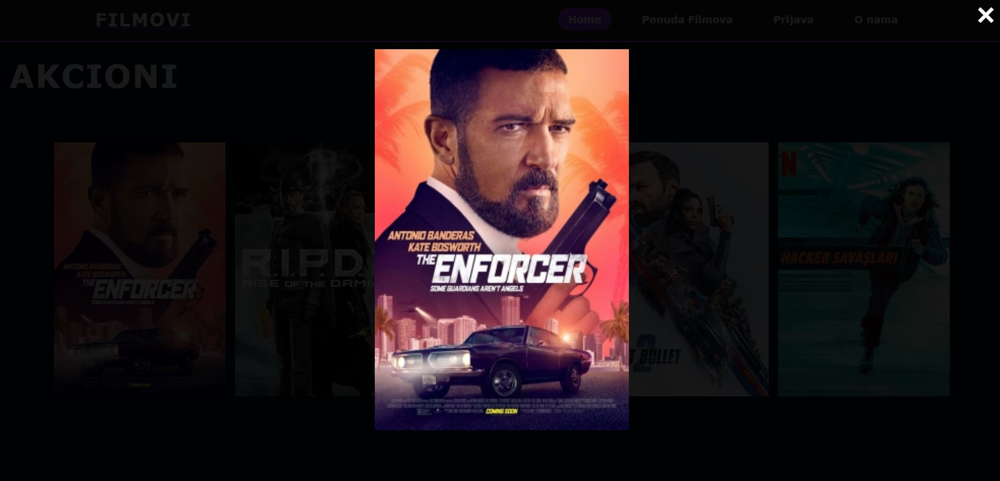 FILMOVI
Home
Ponuda Filmova
Prijava
O nama
×
AKCIONI
ANTONIO BANDERAS
KATE BOSWORTH
THE ENFORCER
SOME GUARDIANS AREN'T ANGELS
COMING SOON
R.I.P.D.
RISE OF THE DAMN
ANTONIO BANDERAS
KATE BOSWORTH
THE ENFORCER
SOME GUARDIANS AREN'T ANGELS
COMING SOON
T BULLET
2
N
HACKER SAVAŞLARI